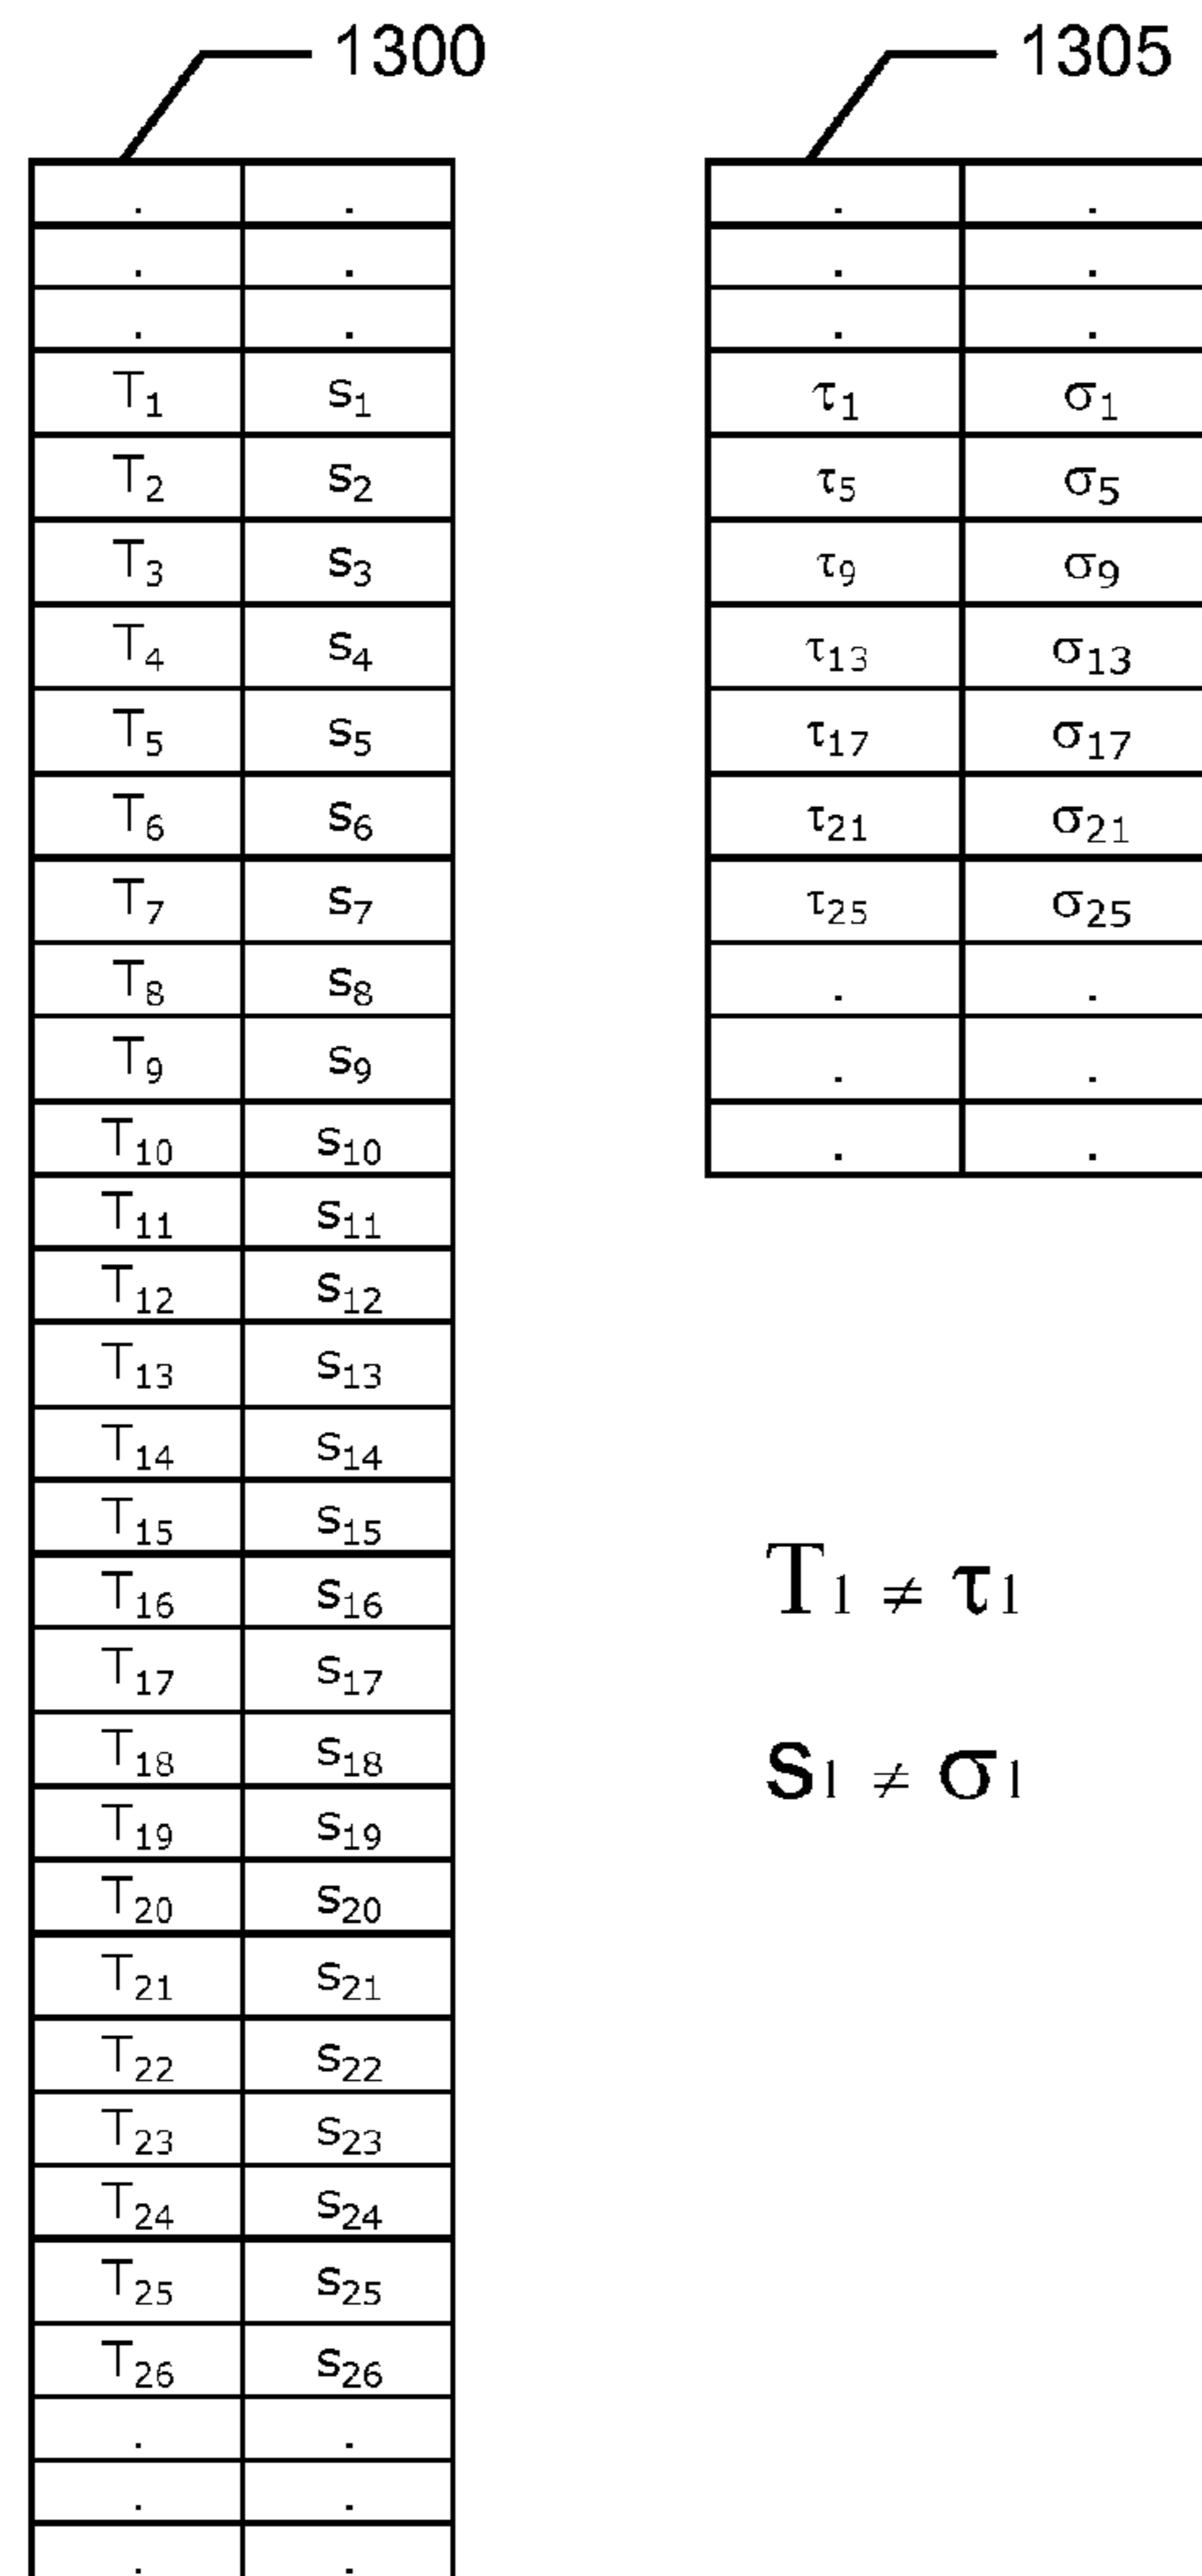 1300 1305
. . . .
. . . .
. . . .
T₁ s₁ τ₁ σ₁
T₂ s₂ τ₅ σ₅
T₃ s₃ τ₉ σ₉
T₄ s₄ τ₁₃ σ₁₃
T₅ s₅ τ₁₇ σ₁₇
T₆ s₆ τ₂₁ σ₂₁
T₇ s₇ τ₂₅ σ₂₅
T₈ s₈ . .
T₉ s₉ . .
T₁₀ s₁₀ . .
T₁₁ s₁₁
T₁₂ s₁₂
T₁₃ s₁₃
T₁₄ s₁₄
T₁₅ s₁₅
T₁₆ s₁₆ T₁ ≠ τ₁
T₁₇ s₁₇
T₁₈ s₁₈ s₁ ≠ σ₁
T₁₉ s₁₉
T₂₀ s₂₀
T₂₁ s₂₁
T₂₂ s₂₂
T₂₃ s₂₃
T₂₄ s₂₄
T₂₅ s₂₅
T₂₆ s₂₆
. .
. .
. .